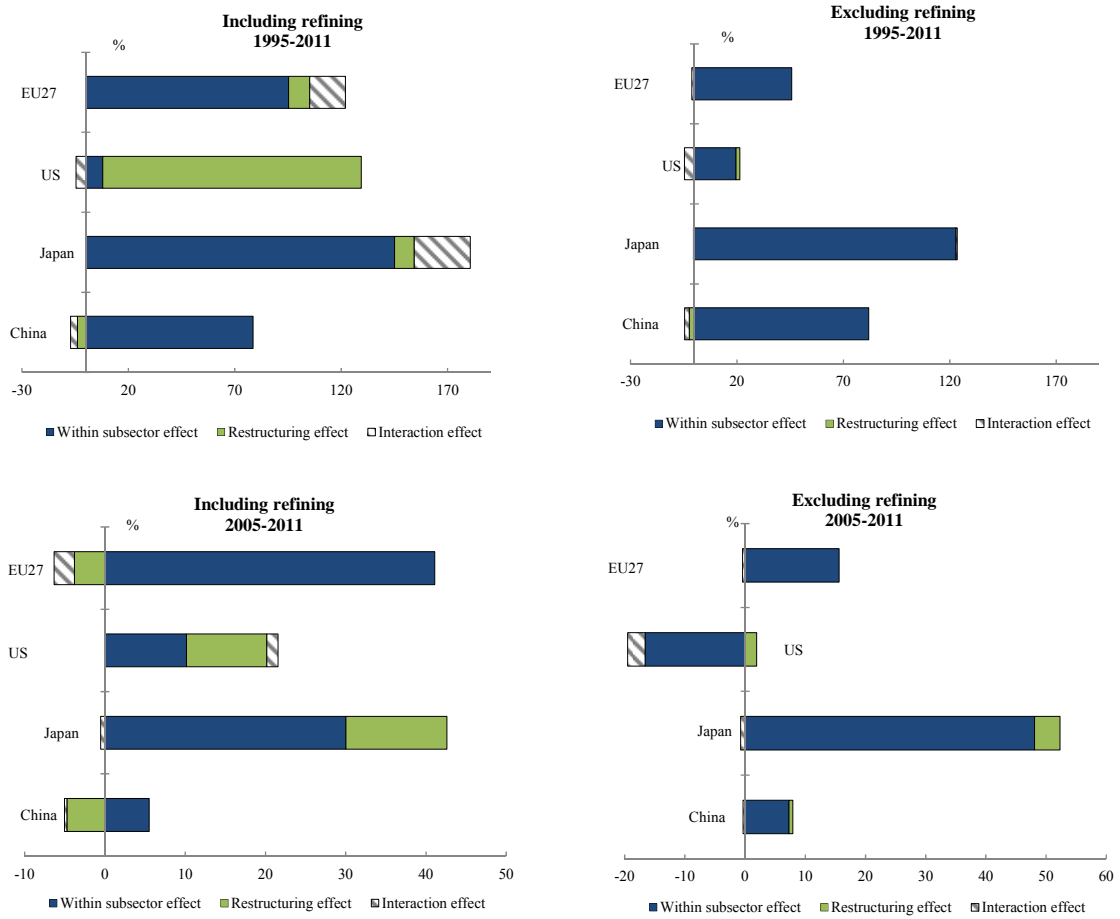 Including refining
1995-2011
%
EU27
US
Japan
China
-30 20 70 120 170
Within subsector effect Restructuring effect Interaction effect
Excluding refining
1995-2011
%
EU27
US
Japan
China
-30 20 70 120 170
Within subsector effect Restructuring effect Interaction effect
Including refining
2005-2011
%
EU27
US
Japan
China
0 10 20 30 40 50
Within subsector effect Restructuring effect Interaction effect
Excluding refining
2005-2011
%
EU27
US
Japan
China
-20 -10 0 10 20 30 40 50 60
Within subsector effect Restructuring effect Interaction effect